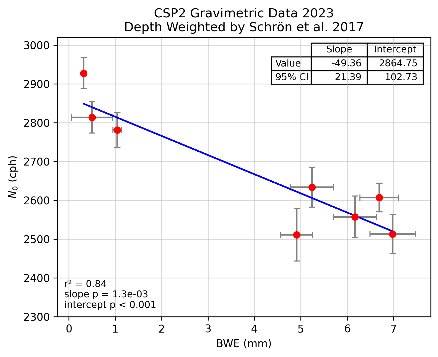 CSP2 Gravimetric Data 2023
Depth Weighted by Schrön et al. 2017
Slope Intercept
Value -49.36 2864.75
95% CI 21.39 102.73
3000
2900
2800
2700
2600
2500
2400
2300
N₀ (cph)
r² = 0.84
slope p = 1.3e-03
intercept p < 0.001
0 1 2 3 4 5 6 7
BWE (mm)